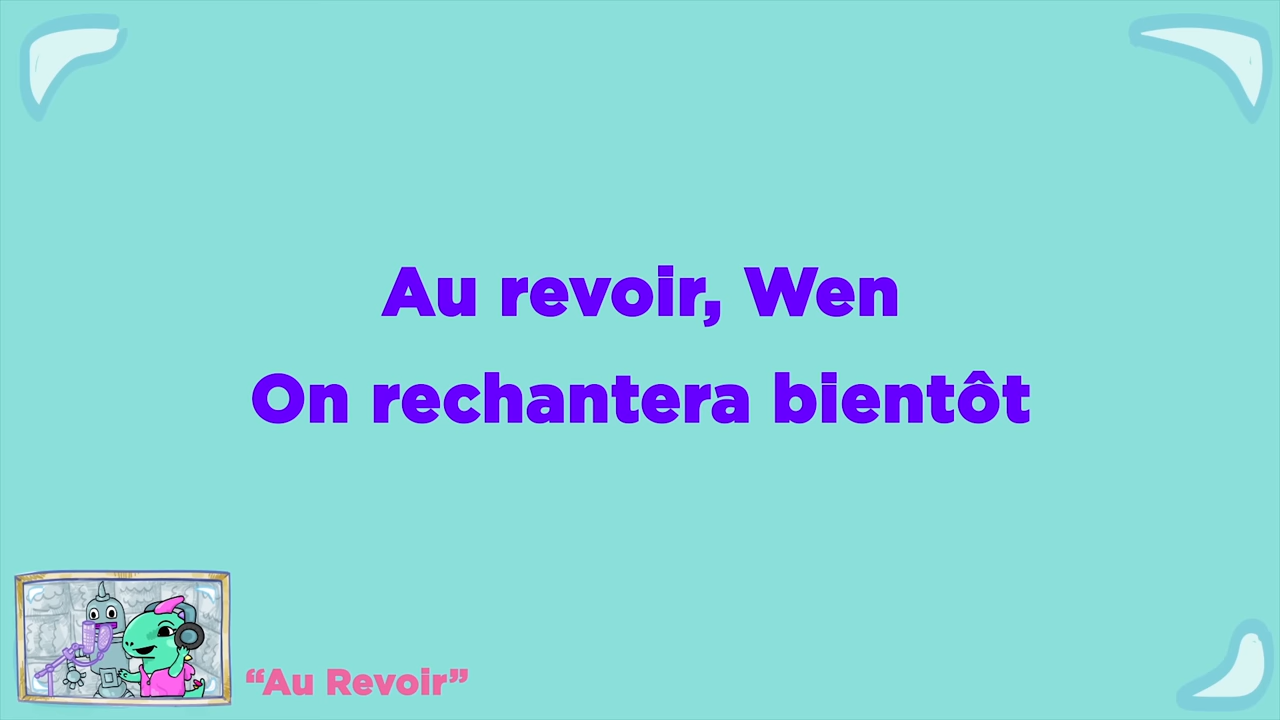 Au revoir, Wen
On rechantera bientôt
“Au Revoir”